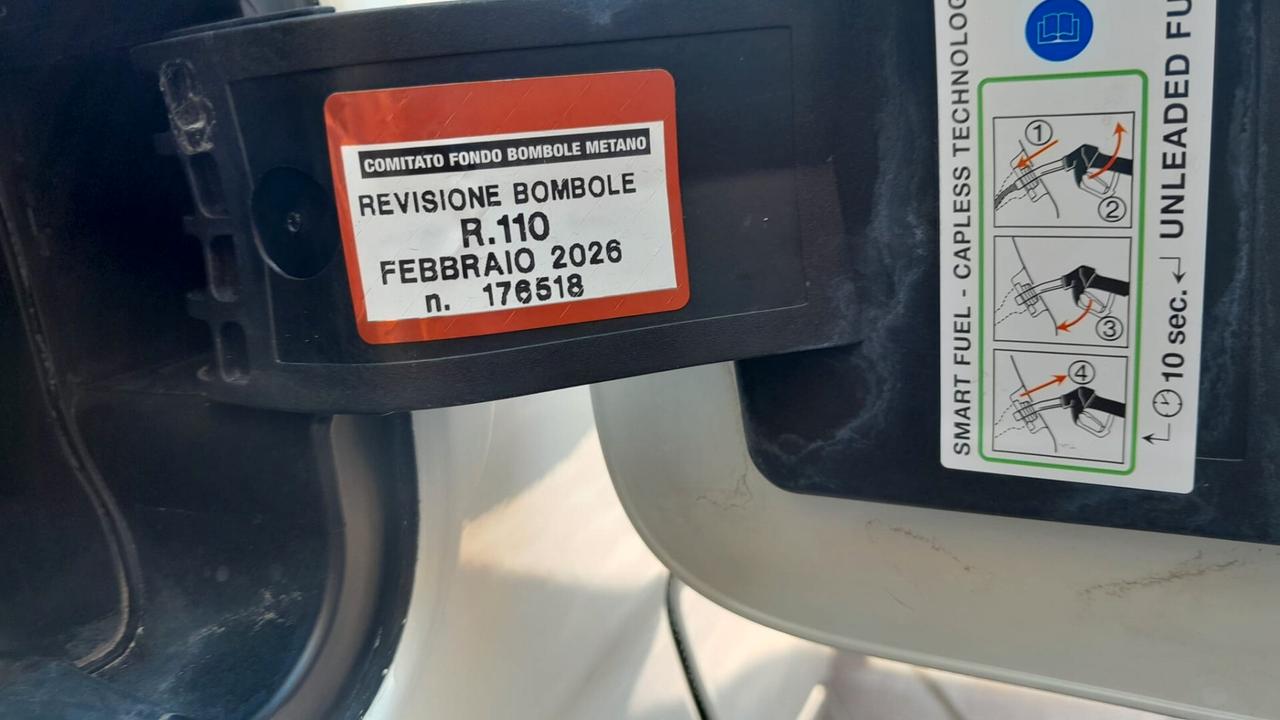 COMITATO FONDO BOMBOLE METANO
REVISIONE BOMBOLE
R.110
FEBBRAIO 2026
n. 176518
SMART FUEL - CAPLESS TECHNOLOG
1
2
3
4
10 sec.
UNLEADED FU